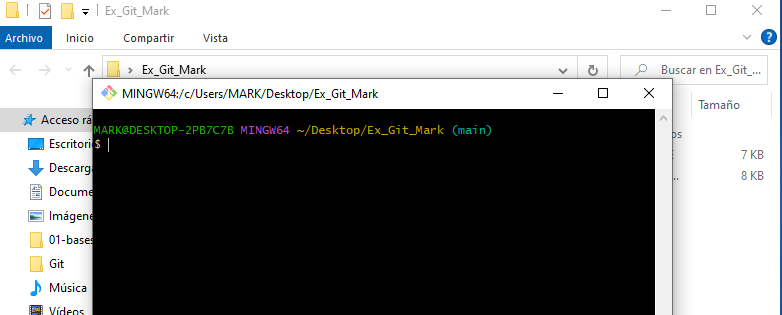 Ex_Git_Mark
Archivo Inicio Compartir Vista
Ex_Git_Mark Buscar en Ex_Git_...
MINGW64:/c/Users/MARK/Desktop/Ex_Git_Mark
Tamaño
Acceso rá
MARK@DESKTOP-2PB7C7B MINGW64 ~/Desktop/Ex_Git_Mark (main)
$
Escritori
Descarga
Docume
Imágene
01-bases
Git
Música
Vídeos
os
E 7 KB
... 8 KB